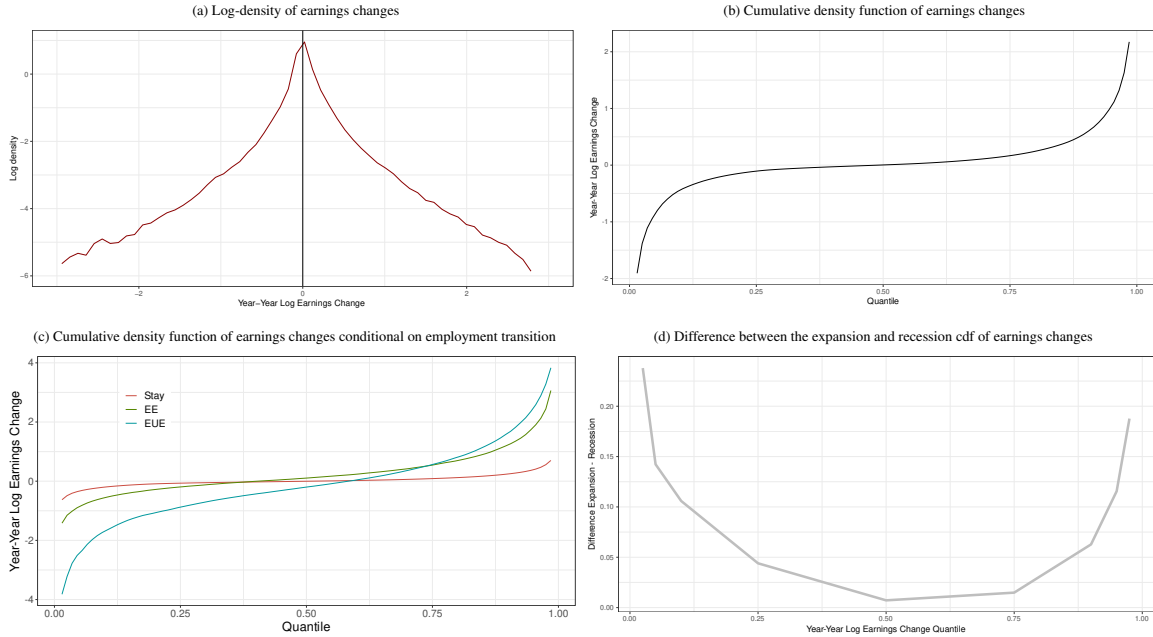 (a) Log-density of earnings changes
0
−2
−4
−6
Log density
−2
0
2
Year−Year Log Earnings Change
(b) Cumulative density function of earnings changes
2
1
0
-1
-2
Year-Year Log Earnings Change
0.00
0.25
0.50
0.75
1.00
Quantile
(c) Cumulative density function of earnings changes conditional on employment transition
4
2
0
-2
-4
Year-Year Log Earnings Change
Stay
EE
EUE
0.00
0.25
0.50
0.75
1.00
Quantile
(d) Difference between the expansion and recession cdf of earnings changes
0.20
0.15
0.10
0.05
0.00
Difference Expansion - Recession
0.00
0.25
0.50
0.75
1.00
Year-Year Log Earnings Change Quantile